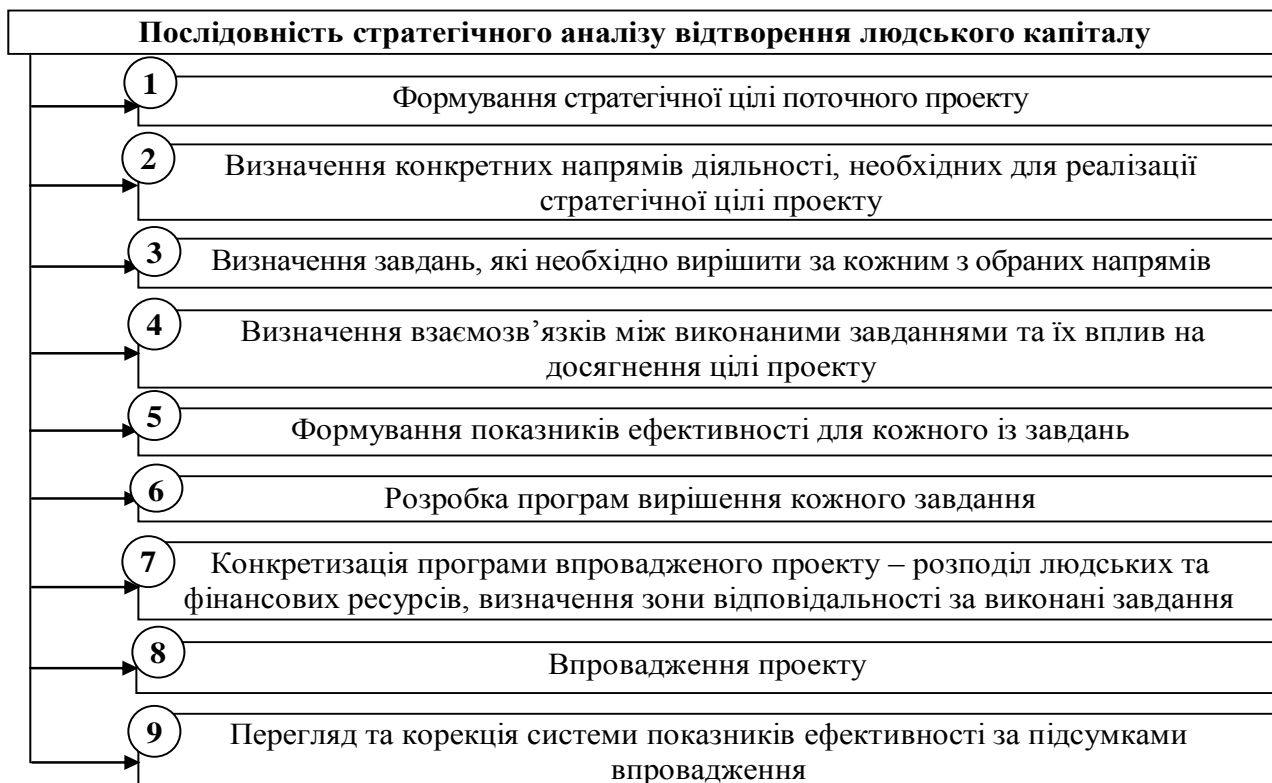 Послідовність стратегічного аналізу відтворення людського капіталу
1
Формування стратегічної цілі поточного проекту
2
Визначення конкретних напрямів діяльності, необхідних для реалізації
стратегічної цілі проекту
3
Визначення завдань, які необхідно вирішити за кожним з обраних напрямів
4
Визначення взаємозв’язків між виконаними завданнями та їх вплив на
досягнення цілі проекту
5
Формування показників ефективності для кожного із завдань
6
Розробка програм вирішення кожного завдання
7
Конкретизація програми впровадженого проекту – розподіл людських та
фінансових ресурсів, визначення зони відповідальності за виконані завдання
8
Впровадження проекту
9
Перегляд та корекція системи показників ефективності за підсумками
впровадження